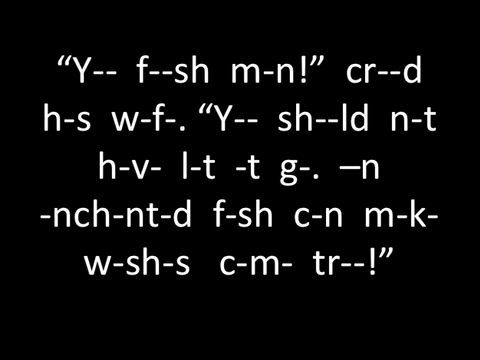 “Y-- f--sh m-n!” cr--d
h-s w-f-. “Y-- sh--ld n-t
h-v- l-t -t g-. –n
-nch-nt-d f-sh c-n m-k-
w-sh-s c-m- tr--!”